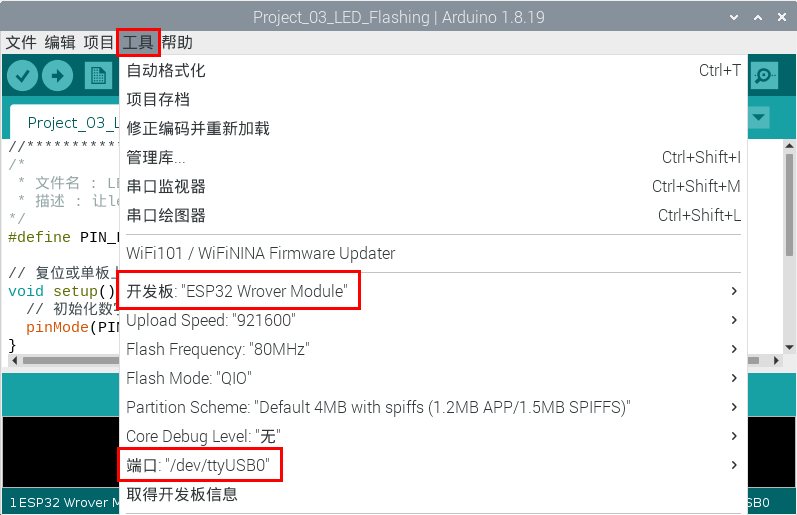 Project_03_LED_Flashing | Arduino 1.8.19
文件 编辑 项目 工具 帮助
自动格式化 Ctrl+T
项目存档
修正编码并重新加载
管理库... Ctrl+Shift+I
串口监视器 Ctrl+Shift+M
串口绘图器 Ctrl+Shift+L
WiFi101 / WiFiNINA Firmware Updater
开发板: "ESP32 Wrover Module"
Upload Speed: "921600"
Flash Frequency: "80MHz"
Flash Mode: "QIO"
Partition Scheme: "Default 4MB with spiffs (1.2MB APP/1.5MB SPIFFS)"
Core Debug Level: "无"
端口: "/dev/ttyUSB0"
取得开发板信息
Project_03_L
//**********
/*
* 文件名 : L
* 描述 : 让l
*/
#define PIN_
// 复位或单板
void setup()
// 初始化数
pinMode(PIN
}
1 ESP32 Wrover M
SB0